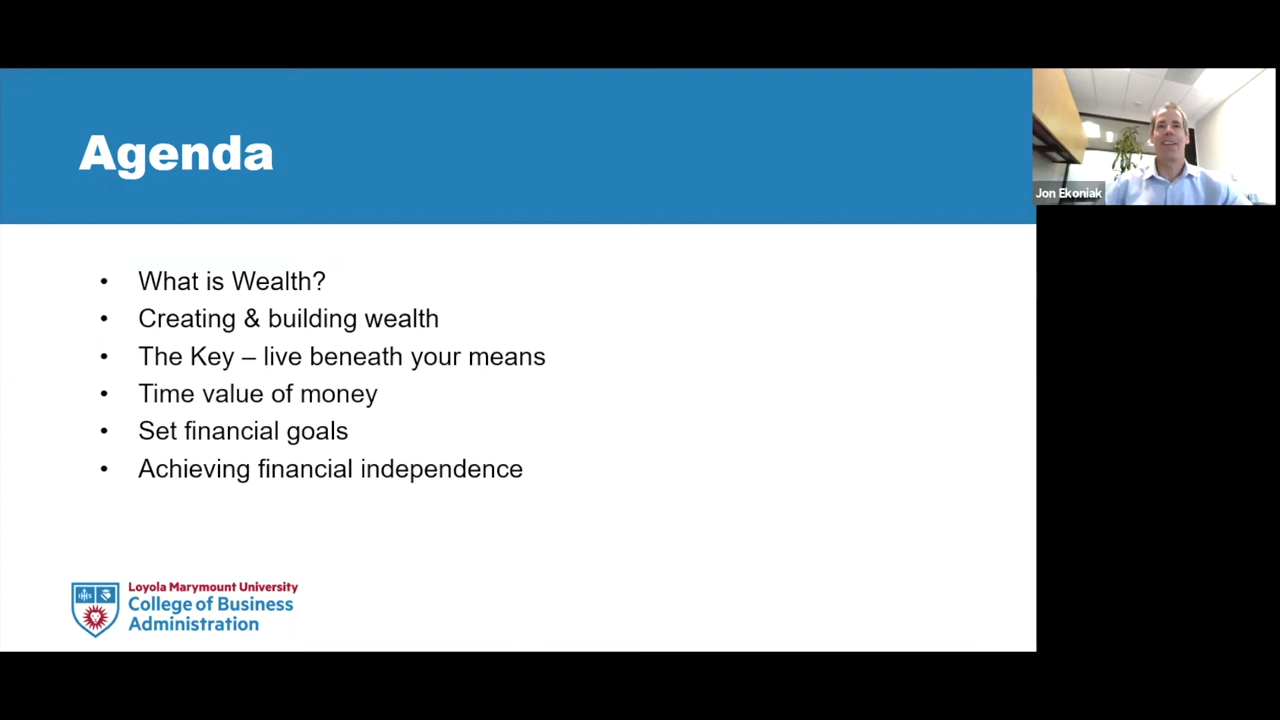 Agenda
Jon Ekoniak
• What is Wealth?
• Creating & building wealth
• The Key – live beneath your means
• Time value of money
• Set financial goals
• Achieving financial independence
Loyola Marymount University
College of Business
Administration